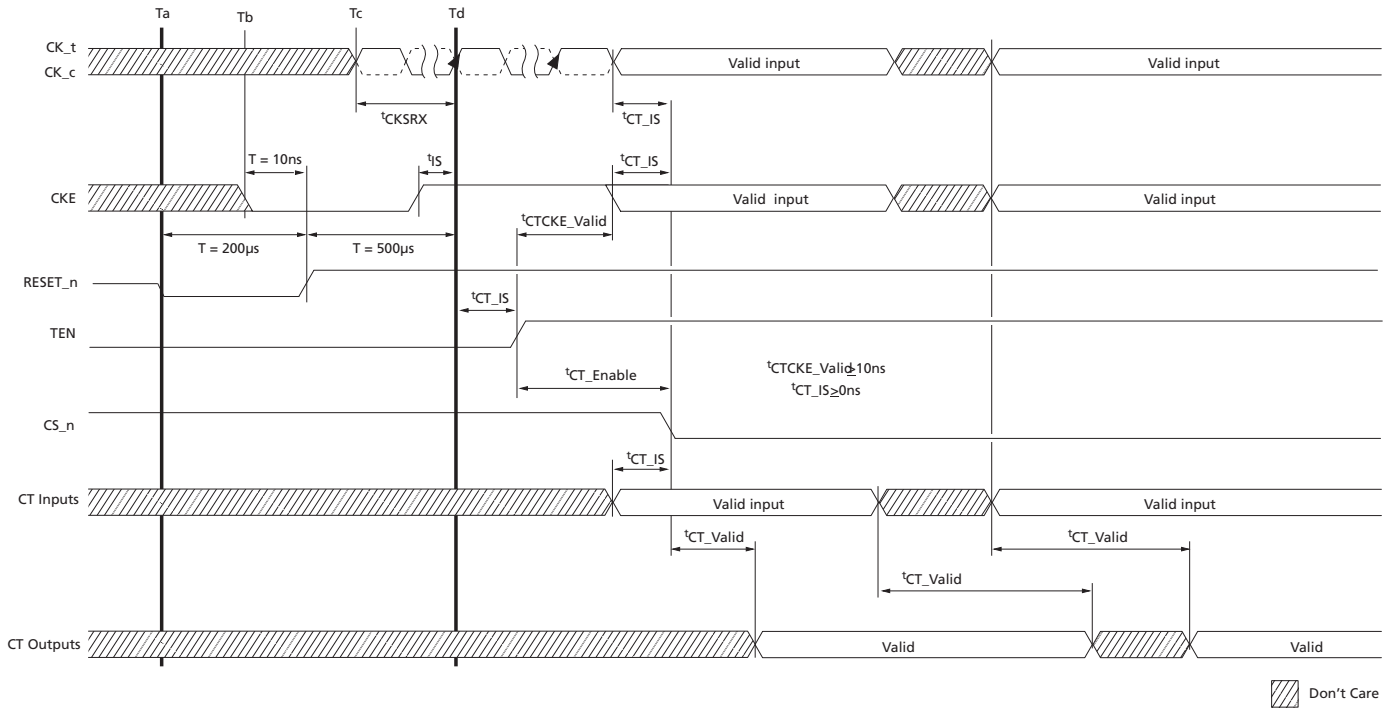 Ta
Tb
Tc
Td
CK_t
CK_c
Valid input
Valid input
tCKSRX
tCT_IS
T = 10ns
tIS
tCT_IS
CKE
Valid input
Valid input
tCTCKE_Valid
T = 200µs
T = 500µs
RESET_n
tCT_IS
TEN
tCT_Enable
tCTCKE_Valid≥10ns
tCT_IS≥0ns
CS_n
tCT_IS
CT Inputs
Valid input
Valid input
tCT_Valid
tCT_Valid
tCT_Valid
CT Outputs
Valid
Valid
Don't Care